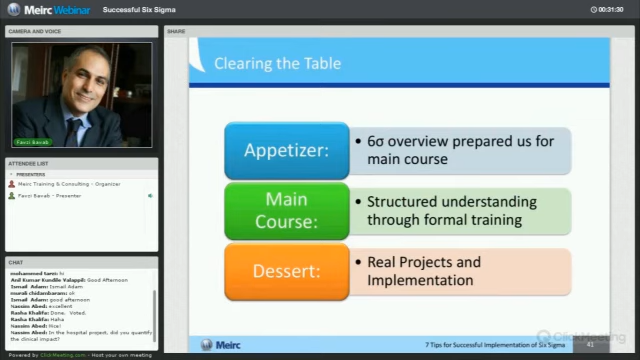 Meirc Webinar
Successful Six Sigma
00:31:30
CAMERA AND VOICE
Fawzi Bawab
ATTENDEE LIST
PRESENTERS
Meirc Training & Consulting - Organizer
Fawzi Bawab - Presenter
CHAT
mohammed tarez: hi
Anil Kumar Kundile Valappil: Good Afternoon
Ismail Adam: Ismail Adam.
murali chidambaram: ok
Ismail Adam: good afternoon
Nassim Abed: excellent
Rasha Khalifa: Done. Voted.
Rasha Khalifa: Haha
Nassim Abed: Nice!
Nassim Abed: In the hospital project, did you quantify
the clinical impact?
Powered by ClickMeeting.com - Host your own meeting
SHARE
Clearing the Table
Appetizer:
• 6σ overview prepared us for
main course
Main
Course:
• Structured understanding
through formal training
Dessert:
• Real Projects and
Implementation
Meirc
7 Tips for Successful Implementation of Six Sigma
41
ClickMeeting